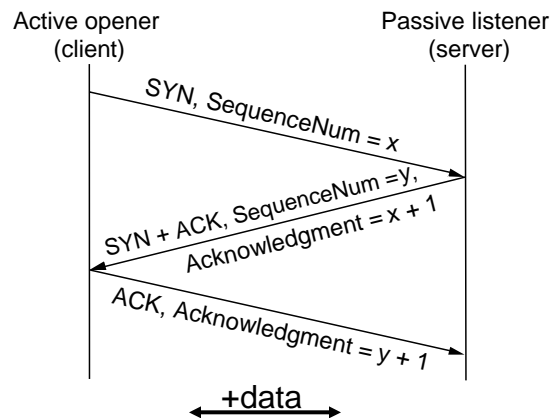 Active opener
(client)
Passive listener
(server)
SYN, SequenceNum = x
SYN + ACK, SequenceNum =y,
Acknowledgment = x + 1
ACK, Acknowledgment = y + 1
+data